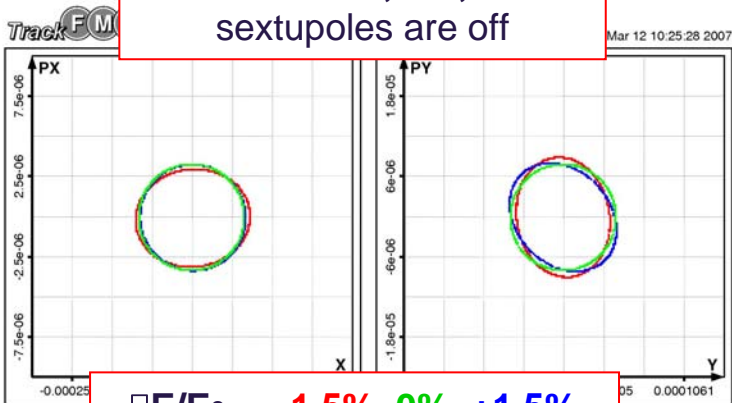 Track FM
sextupoles are off
Mar 12 10:25:28 2007
PX
7.5e-06
2.5e-06
-2.5e-06
-7.5e-06
X
-0.00025
PY
1.8e-05
6e-06
-6e-06
-1.8e-05
Y
05 0.0001061
1.5% 0% +1.5%